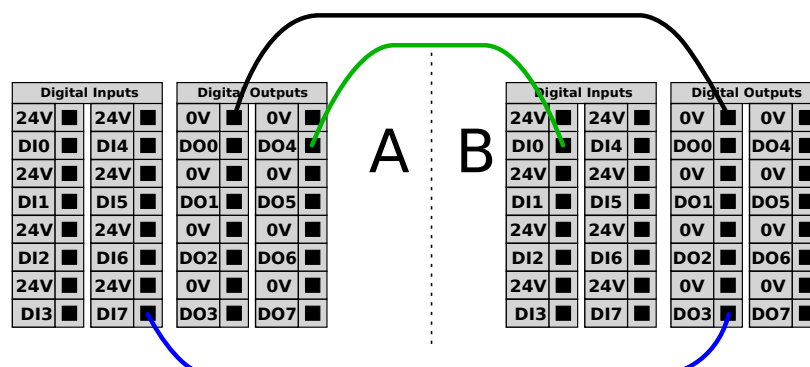 Digital Inputs Digital Outputs A B Digital Inputs Digital Outputs
24V 24V 0V 0V 24V 24V 0V 0V
DI0 DI4 DO0 DO4 DI0 DI4 DO0 DO4
24V 24V 0V 0V 24V 24V 0V 0V
DI1 DI5 DO1 DO5 DI1 DI5 DO1 DO5
24V 24V 0V 0V 24V 24V 0V 0V
DI2 DI6 DO2 DO6 DI2 DI6 DO2 DO6
24V 24V 0V 0V 24V 24V 0V 0V
DI3 DI7 DO3 DO7 DI3 DI7 DO3 DO7